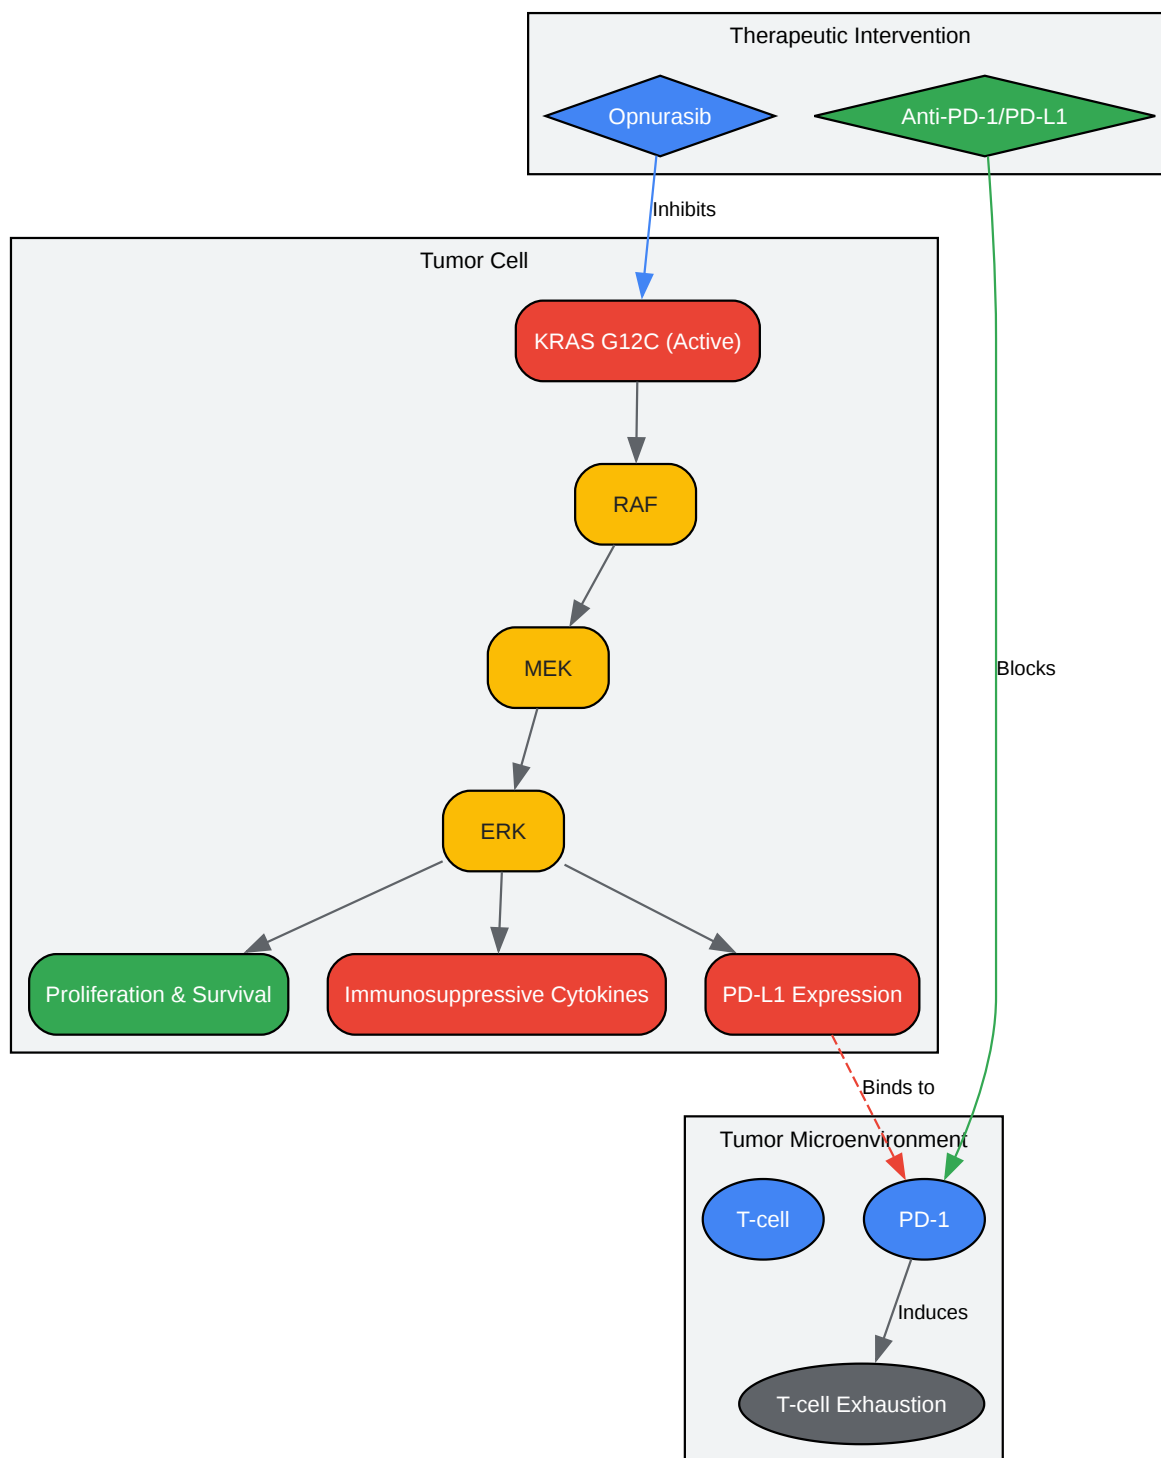 Therapeutic Intervention
Opnurasib
Anti-PD-1/PD-L1
Inhibits
Tumor Cell
KRAS G12C (Active)
RAF
MEK
Blocks
ERK
Proliferation & Survival
Immunosuppressive Cytokines
PD-L1 Expression
Binds to
Tumor Microenvironment
T-cell
PD-1
Induces
T-cell Exhaustion